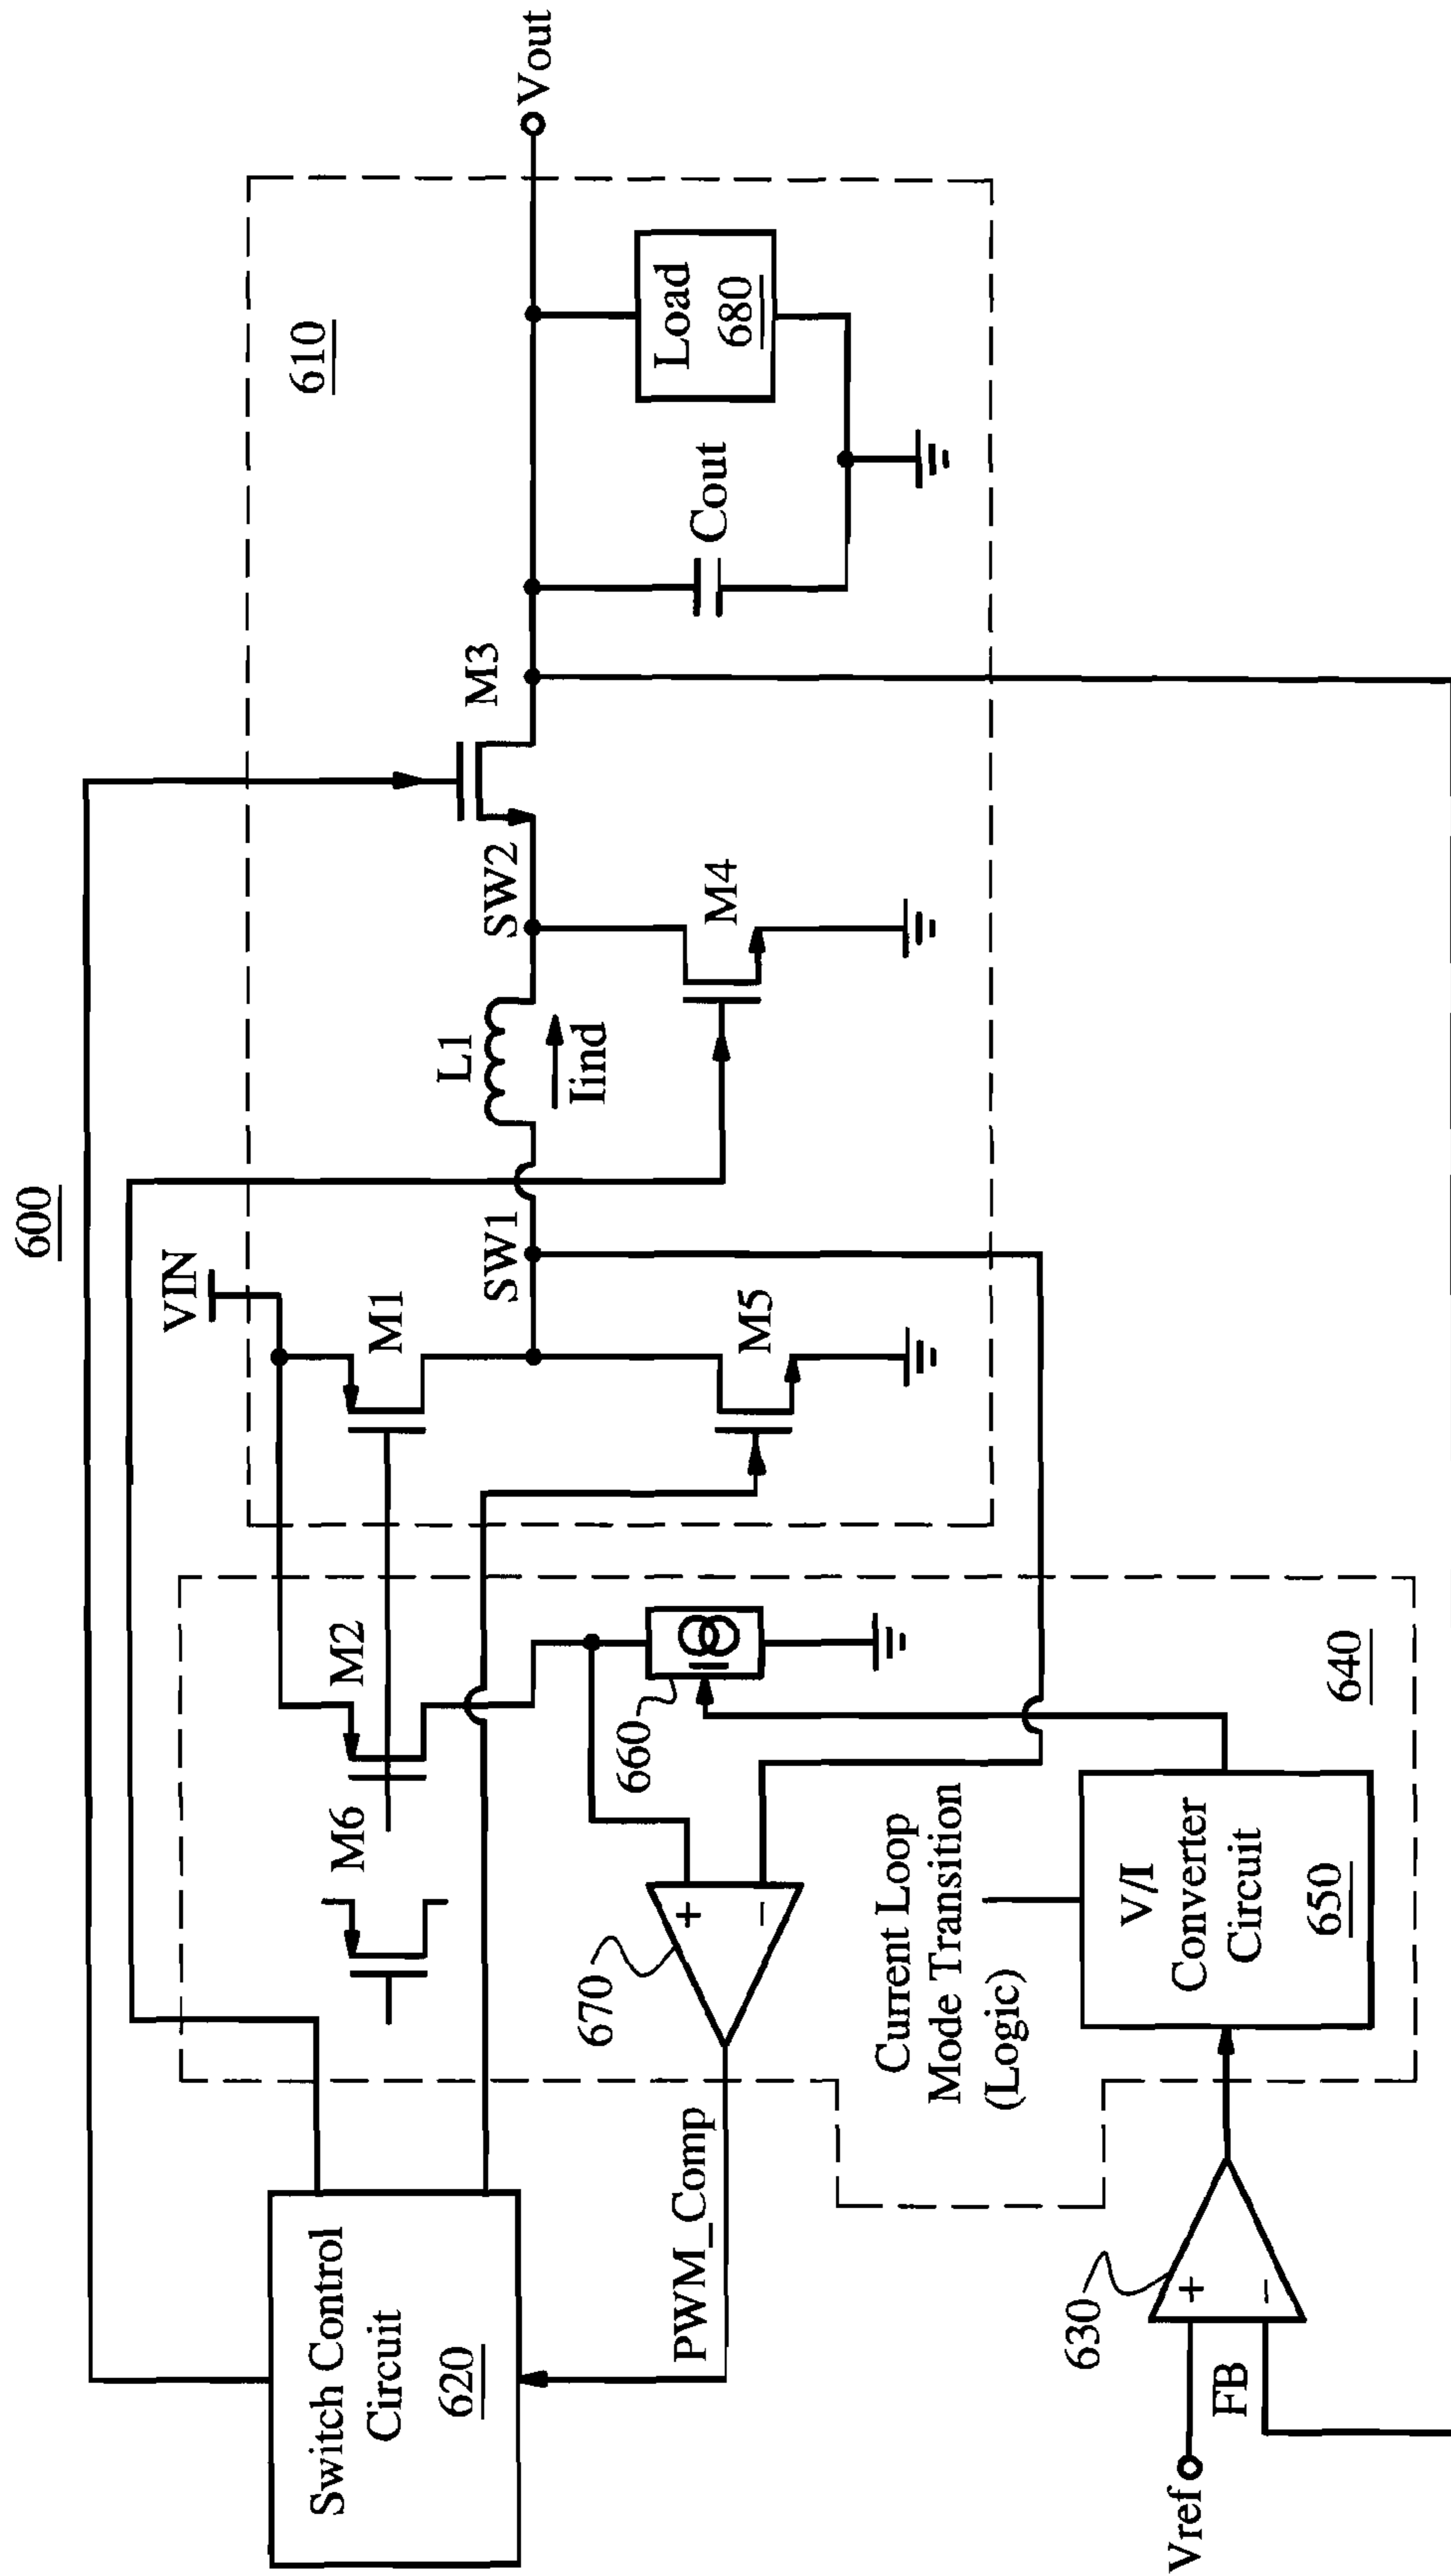 600
610
VIN
M1
M2
M6
M3
M4
M5
L1
Iind
SW1
SW2
Cout
Load
680
Vout
Switch Control
Circuit
620
PWM_Comp
670
+
−
660
640
Current Loop
Mode Transition
(Logic)
V/I
Converter
Circuit
650
630
+
−
Vref
FB